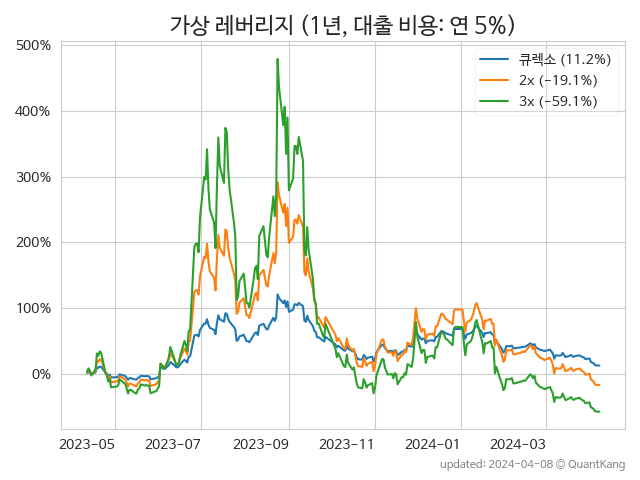 가상 레버리지 (1년, 대출 비용: 연 5%)
500%
400%
300%
200%
100%
0%
큐렉소 (11.2%)
2x (-19.1%)
3x (-59.1%)
2023-05 2023-07 2023-09 2023-11 2024-01 2024-03
updated: 2024-04-08 © QuantKang